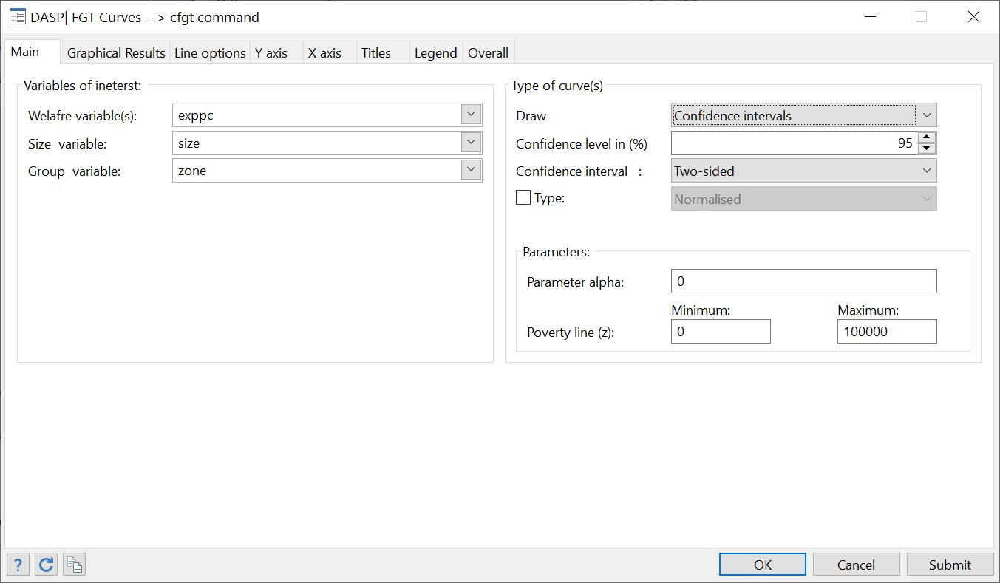 DASP| FGT Curves --> cfgt command
Main Graphical Results Line options Y axis X axis Titles Legend Overall
Variables of ineterst:
Welafre variable(s): exppc
Size variable: size
Group variable: zone
Type of curve(s)
Draw Confidence intervals
Confidence level in (%) 95
Confidence interval : Two-sided
Type: Normalised
Parameters:
Parameter alpha: 0
Minimum: Maximum:
Poverty line (z): 0 100000
? OK Cancel Submit